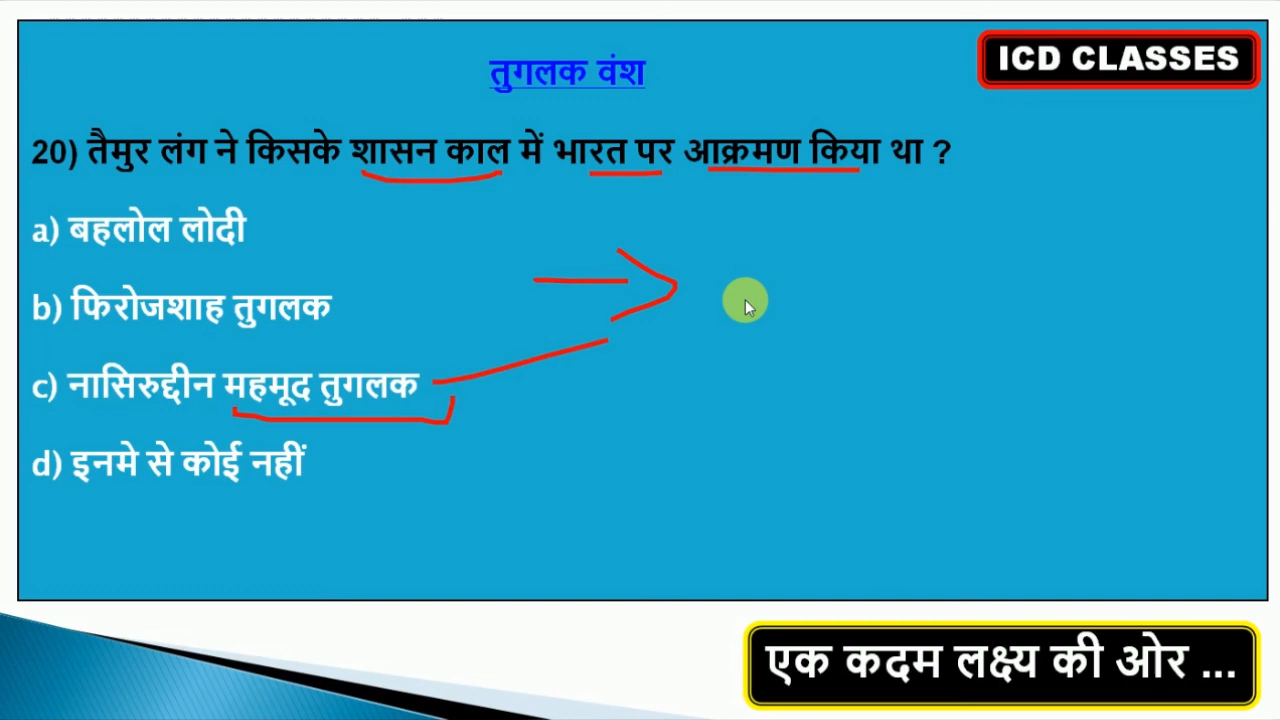 ICD CLASSES
तुगलक वंश
20) तैमुर लंग ने किसके शासन काल में भारत पर आक्रमण किया था ?
a) बहलोल लोदी
b) फिरोजशाह तुगलक
c) नासिरुद्दीन महमूद तुगलक
d) इनमे से कोई नहीं
एक कदम लक्ष्य की ओर ...